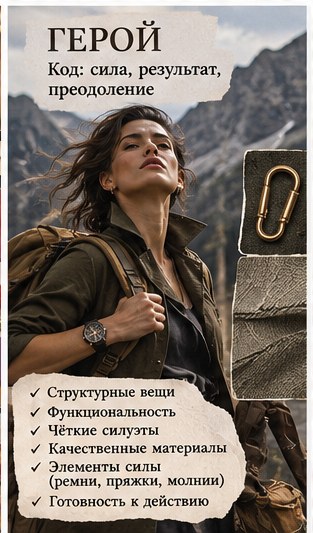 ГЕРОЙ
Код: сила, результат,
преодоление
✓ Структурные вещи
✓ Функциональность
✓ Чёткие силуэты
✓ Качественные материалы
✓ Элементы силы
(ремни, пряжки, молнии)
✓ Готовность к действию